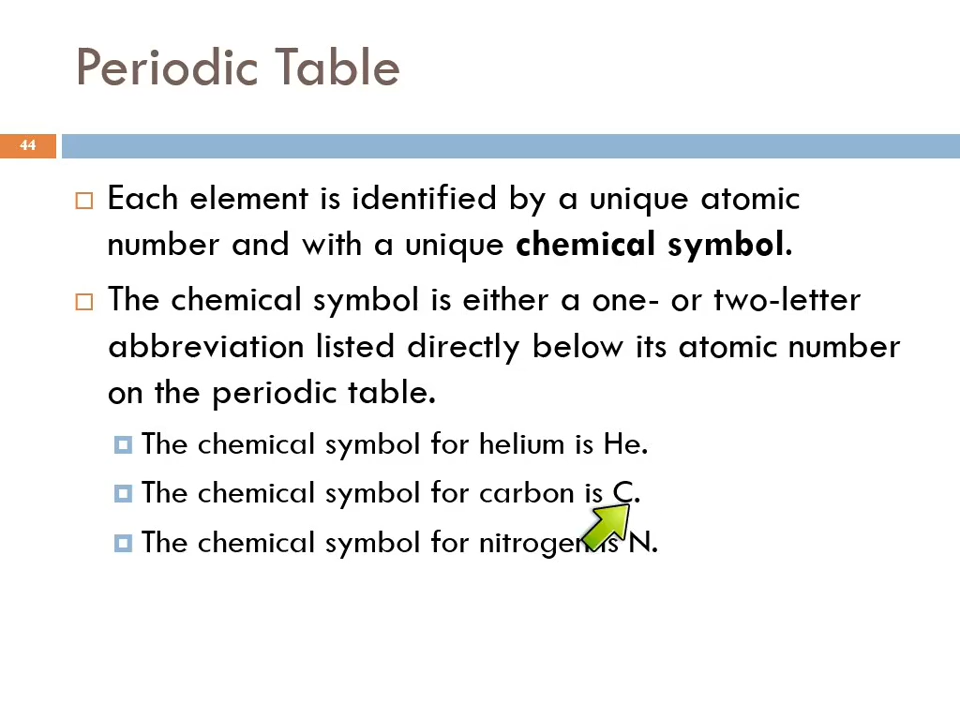 Periodic Table
44
Each element is identified by a unique atomic
number and with a unique chemical symbol.
The chemical symbol is either a one- or two-letter
abbreviation listed directly below its atomic number
on the periodic table.
The chemical symbol for helium is He.
The chemical symbol for carbon is C.
The chemical symbol for nitrogen is N.